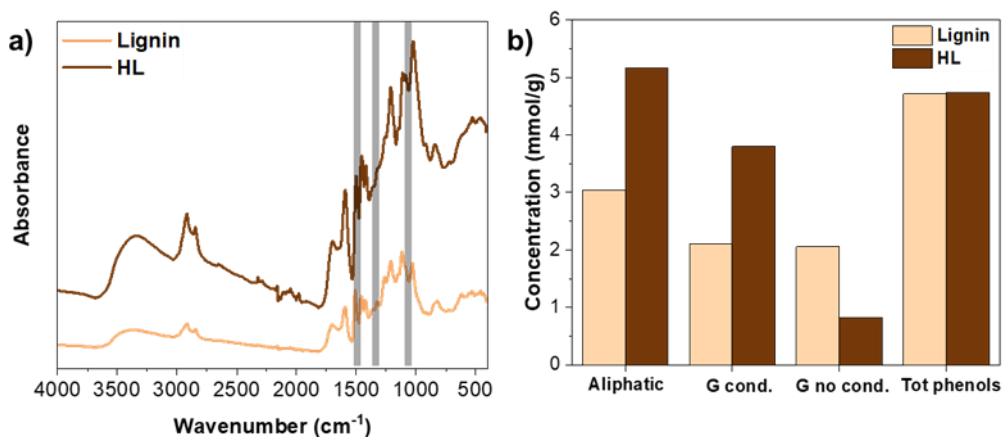 a)
Lignin
HL
Absorbance
4000 3500 3000 2500 2000 1500 1000 500
Wavenumber (cm⁻¹)
b)
Lignin
HL
Concentration (mmol/g)
6
5
4
3
2
1
0
Aliphatic G cond. G no cond. Tot phenols